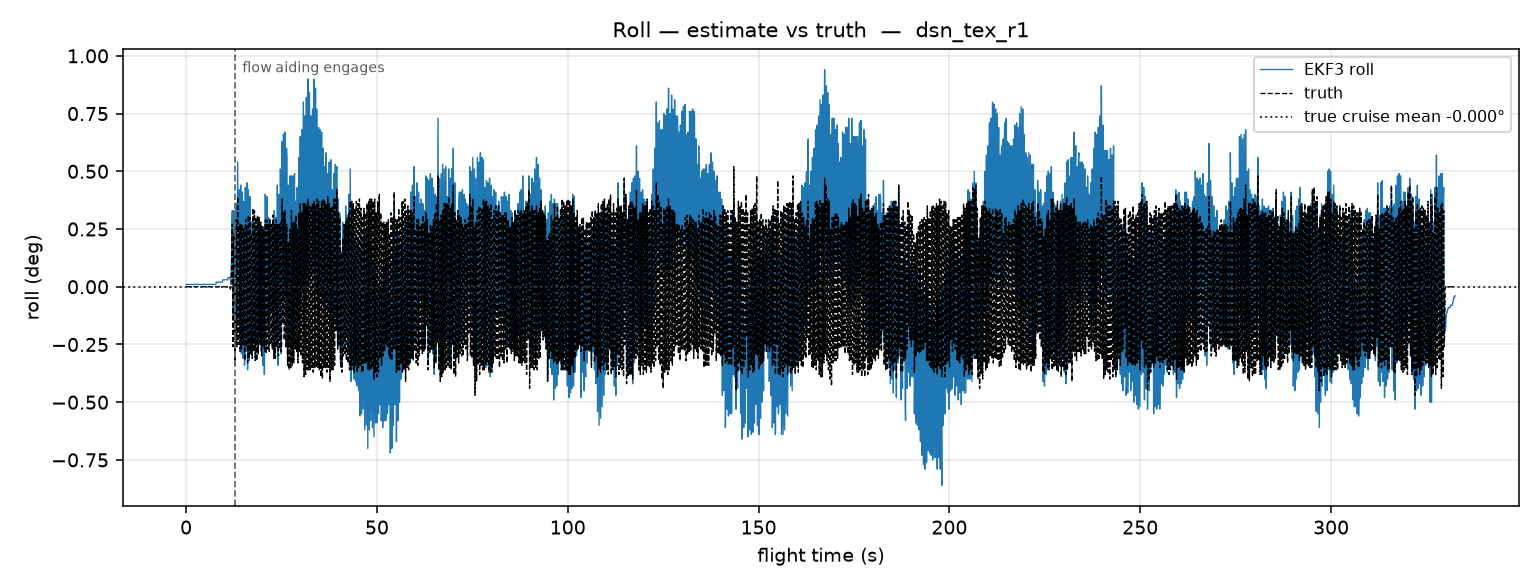 Roll — estimate vs truth — dsn_tex_r1
flow aiding engages
EKF3 roll
truth
true cruise mean -0.000°
roll (deg)
1.00
0.75
0.50
0.25
0.00
−0.25
−0.50
−0.75
0
50
100
150
200
250
300
flight time (s)